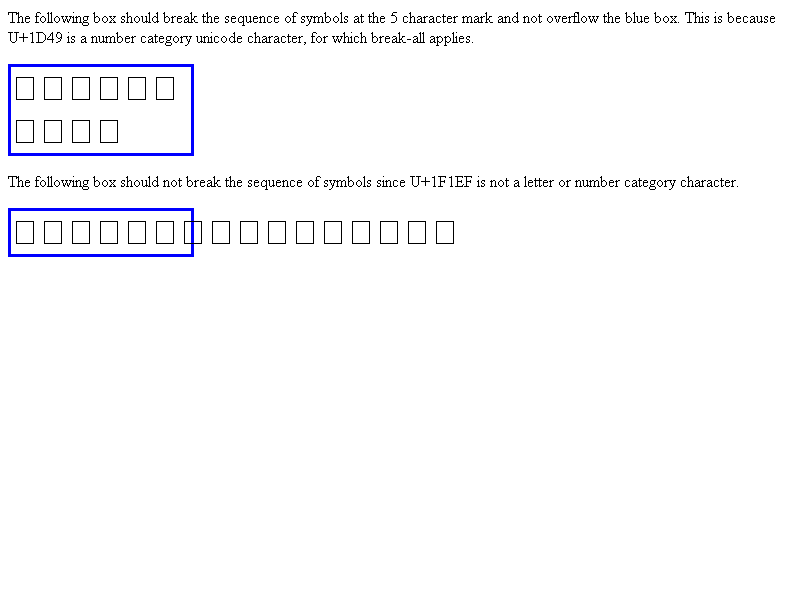 The following box should break the sequence of symbols at the 5 character mark and not overflow the blue box. This is because
U+1D49 is a number category unicode character, for which break-all applies.
The following box should not break the sequence of symbols since U+1F1EF is not a letter or number category character.